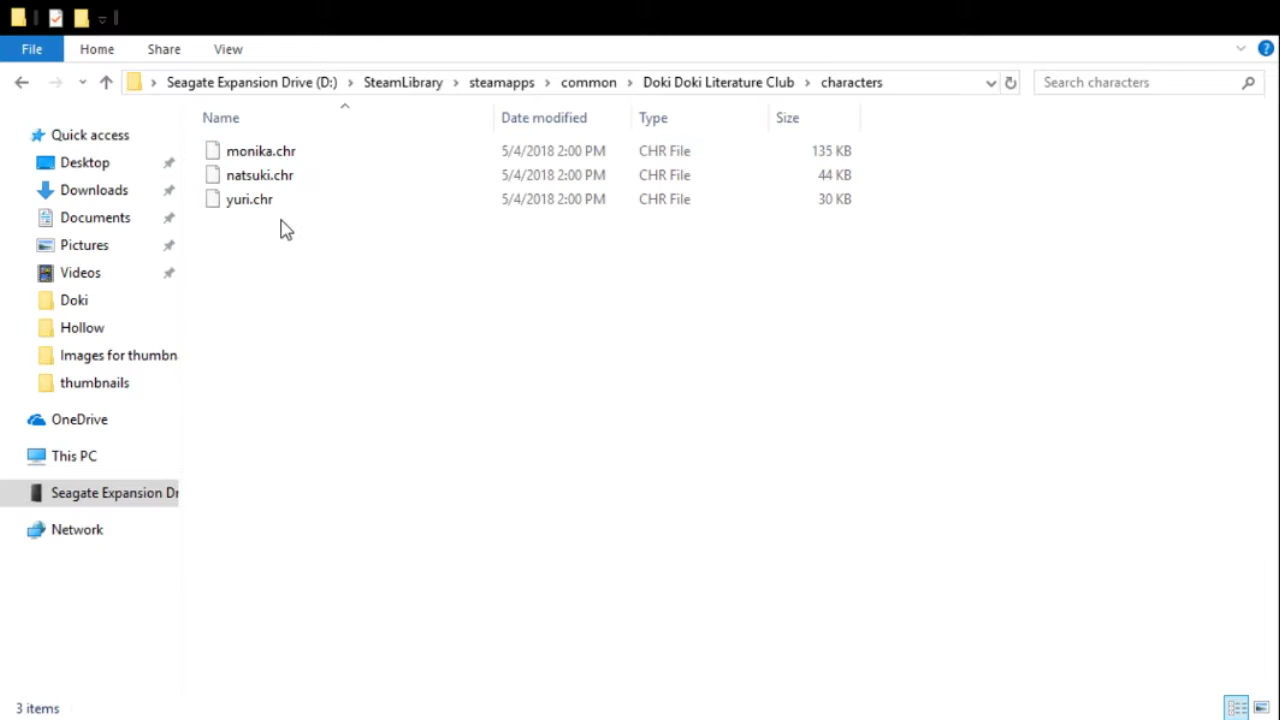 File Home Share View
Seagate Expansion Drive (D:) SteamLibrary steamapps common Doki Doki Literature Club characters Search characters
Name Date modified Type Size
Quick access
Desktop
Downloads
Documents
Pictures
Videos
Doki
Hollow
Images for thumbn
thumbnails
OneDrive
This PC
Seagate Expansion Dr
Network
monika.chr 5/4/2018 2:00 PM CHR File 135 KB
natsuki.chr 5/4/2018 2:00 PM CHR File 44 KB
yuri.chr 5/4/2018 2:00 PM CHR File 30 KB
3 items